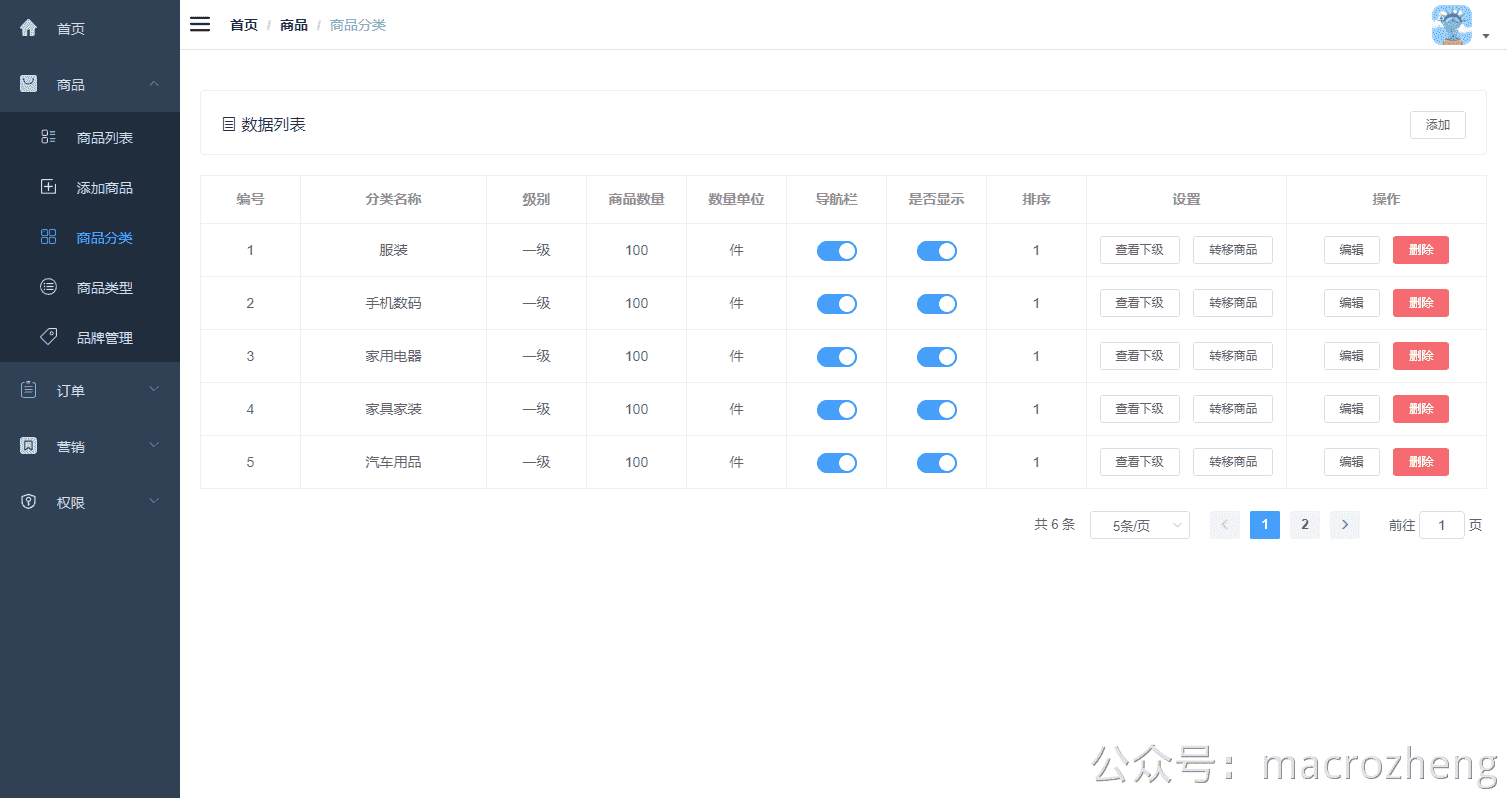 首页
商品
商品列表
添加商品
商品分类
商品类型
品牌管理
订单
营销
权限
首页 / 商品 / 商品分类
数据列表 添加
编号 分类名称 级别 商品数量 数量单位 导航栏 是否显示 排序 设置 操作
1 服装 一级 100 件 1 查看下级 转移商品 编辑 删除
2 手机数码 一级 100 件 1 查看下级 转移商品 编辑 删除
3 家用电器 一级 100 件 1 查看下级 转移商品 编辑 删除
4 家具家装 一级 100 件 1 查看下级 转移商品 编辑 删除
5 汽车用品 一级 100 件 1 查看下级 转移商品 编辑 删除
共 6 条 5条/页 1 2 前往 1 页
公众号：macrozheng